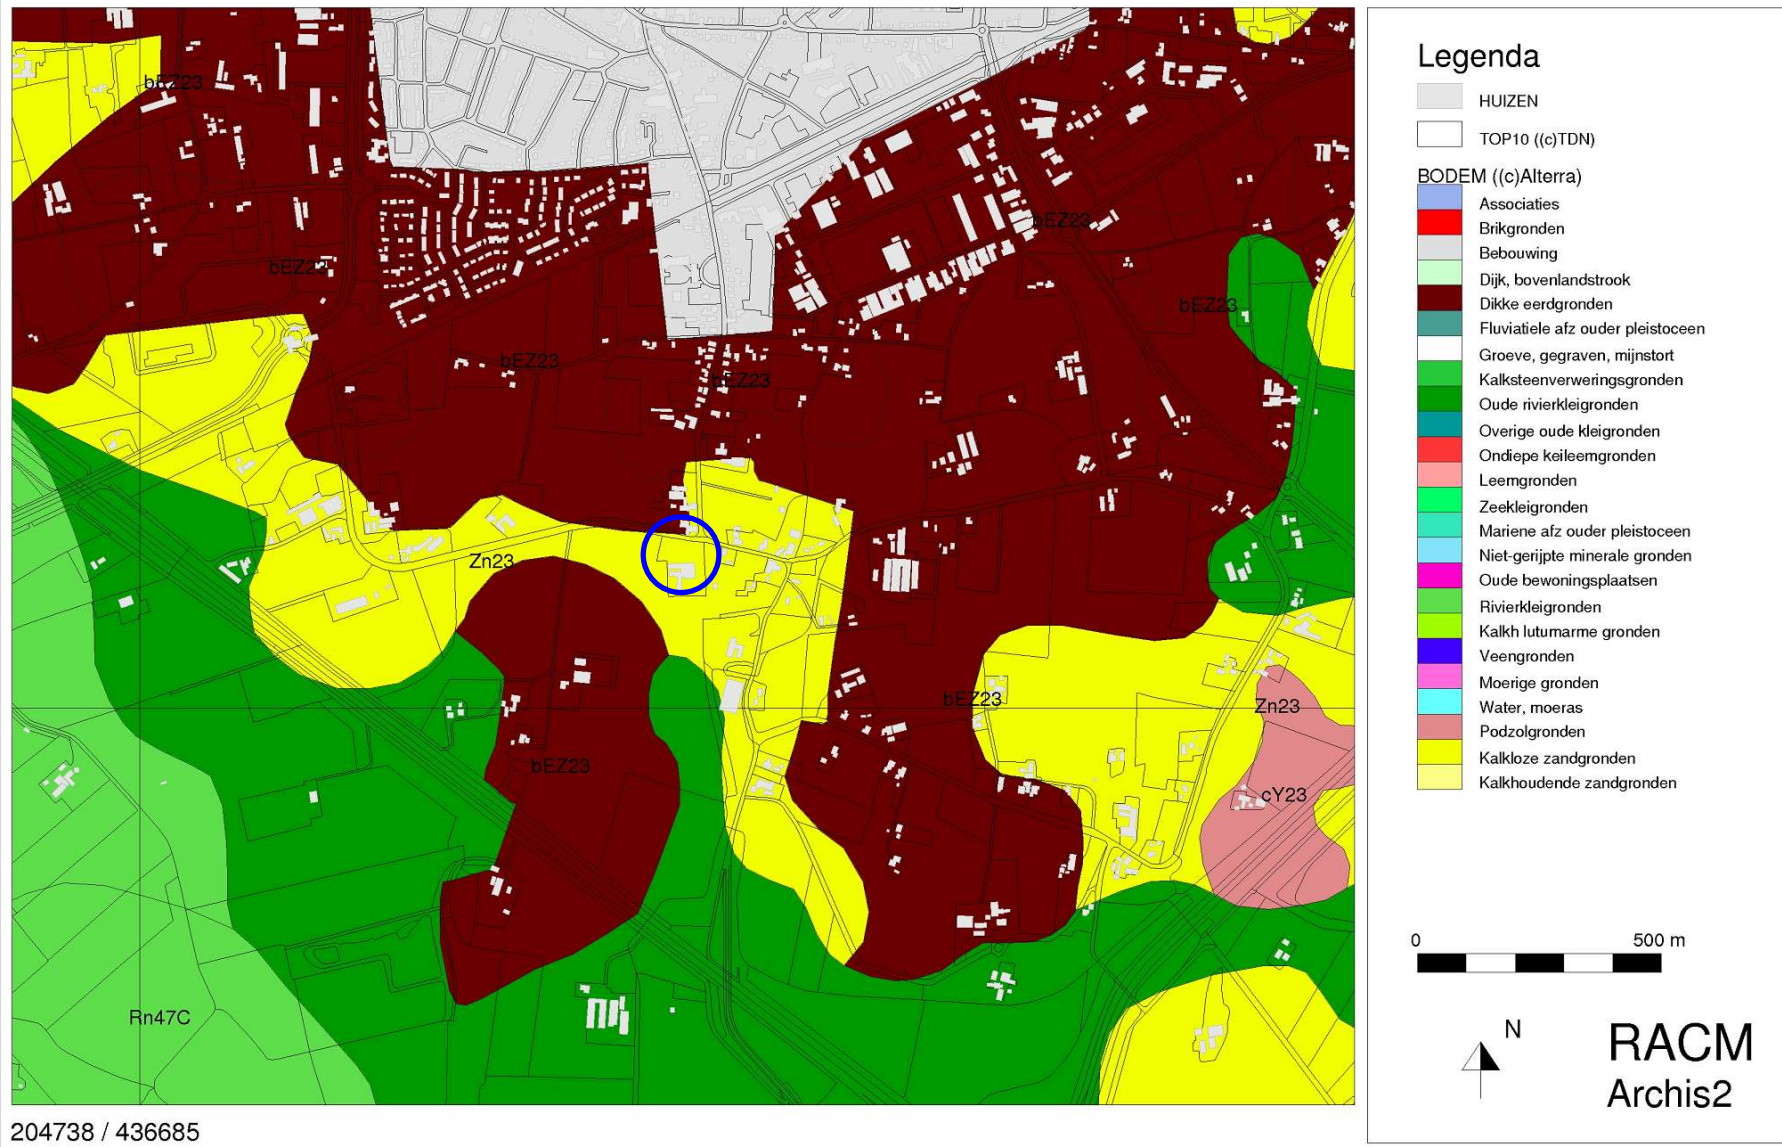 bEZ23
bEZ23
bEZ23
bEZ23
bEZ23
bEZ23
Zn23
bEZ23
Zn23
bEZ23
cY23
Rn47C
204738 / 436685
Legenda
HUIZEN
TOP10 ((c)TDN)
BODEM ((c)Alterra)
Associaties
Brikgronden
Bebouwing
Dijk, bovenlandstrook
Dikke eerdgronden
Fluviatiele afz ouder pleistoceen
Groeve, gegraven, mijnstort
Kalksteenverweringsgronden
Oude rivierkleigronden
Overige oude kleigronden
Ondiepe keileemgronden
Leemgronden
Zeekleigronden
Mariene afz ouder pleistoceen
Niet-gerijpte minerale gronden
Oude bewoningsplaatsen
Rivierkleigronden
Kalkh lutumarme gronden
Veengronden
Moerige gronden
Water, moeras
Podzolgronden
Kalkloze zandgronden
Kalkhoudende zandgronden
0 500 m
N
RACM
Archis2